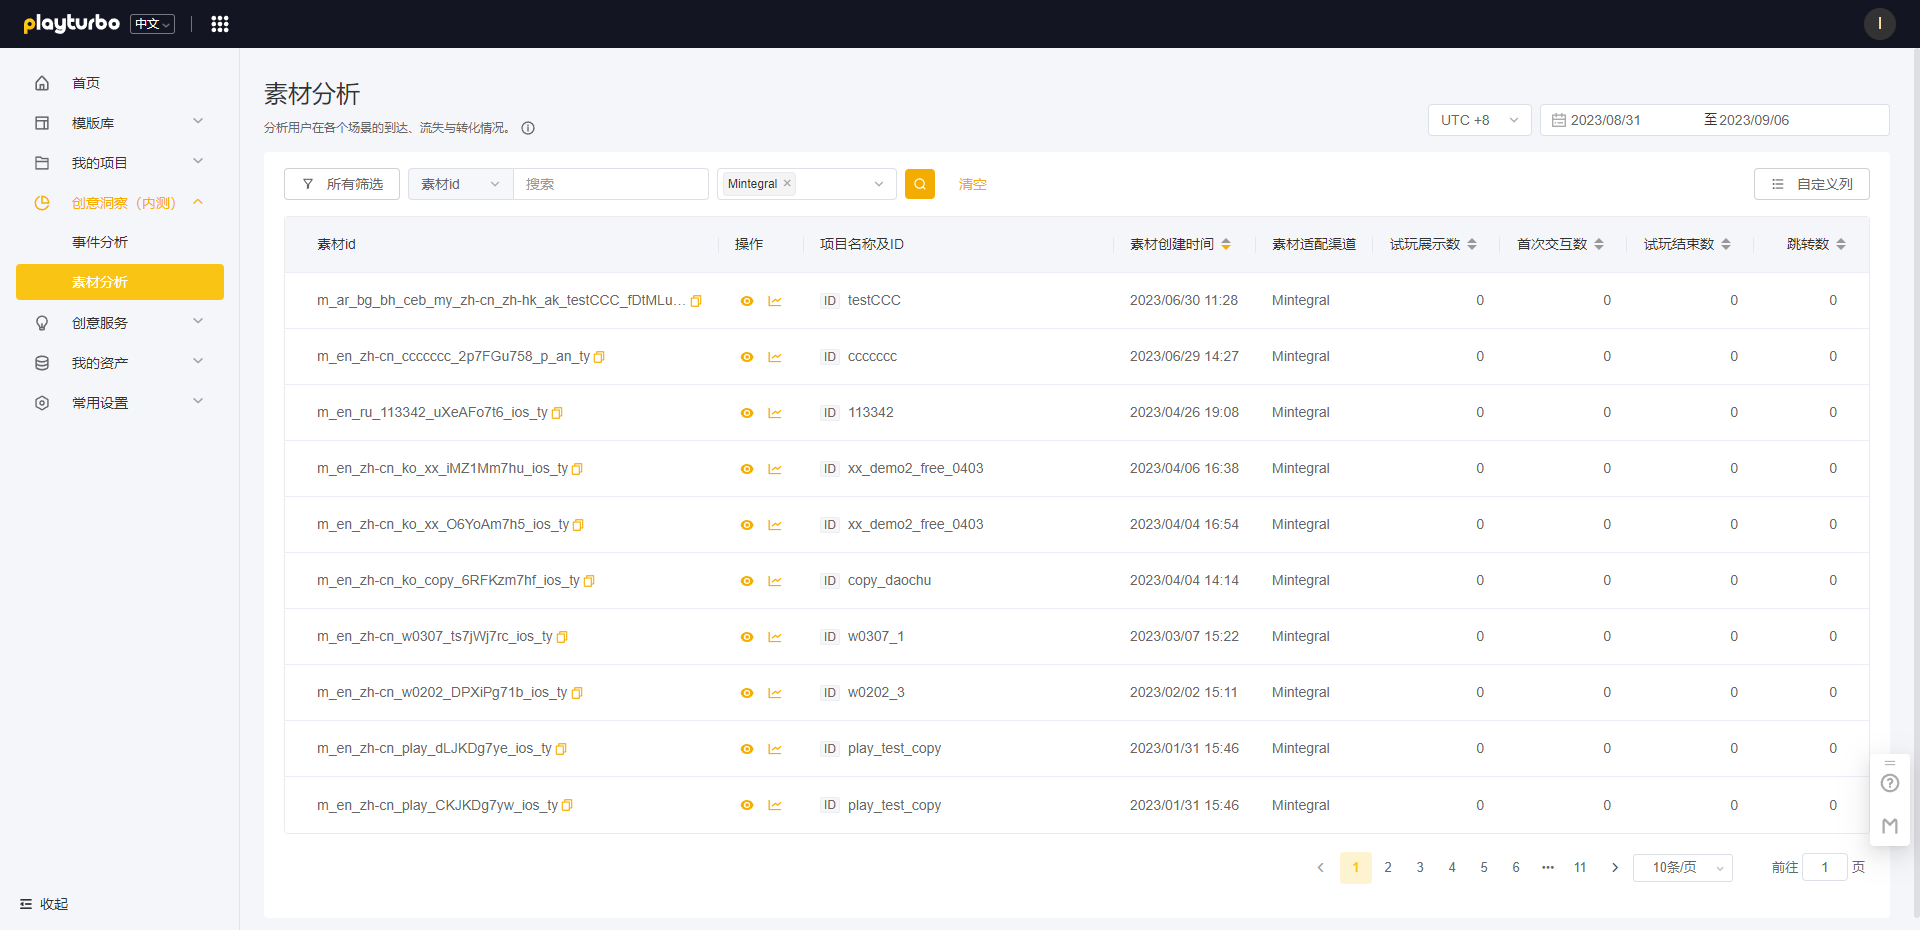 playturbo 中文
I
首页
模版库
我的项目
创意洞察（内测）
事件分析
素材分析
创意服务
我的资产
常用设置
收起
素材分析
分析用户在各个场景的到达、流失与转化情况。
UTC +8
2023/08/31 至2023/09/06
所有筛选 素材id 搜索 Mintegral 清空 自定义列
素材id 操作 项目名称及ID 素材创建时间 素材适配渠道 试玩展示数 首次交互数 试玩结束数 跳转数
m_ar_bg_bh_ceb_my_zh-cn_zh-hk_ak_testCCC_fDtMLu... ID testCCC 2023/06/30 11:28 Mintegral 0 0 0 0
m_en_zh-cn_ccccccc_2p7FGu758_p_an_ty ID ccccccc 2023/06/29 14:27 Mintegral 0 0 0 0
m_en_ru_113342_uXeAFo7t6_ios_ty ID 113342 2023/04/26 19:08 Mintegral 0 0 0 0
m_en_zh-cn_ko_xx_iMZ1Mm7hu_ios_ty ID xx_demo2_free_0403 2023/04/06 16:38 Mintegral 0 0 0 0
m_en_zh-cn_ko_xx_O6YoAm7h5_ios_ty ID xx_demo2_free_0403 2023/04/04 16:54 Mintegral 0 0 0 0
m_en_zh-cn_ko_copy_6RFKzm7hf_ios_ty ID copy_daochu 2023/04/04 14:14 Mintegral 0 0 0 0
m_en_zh-cn_w0307_ts7jWj7rc_ios_ty ID w0307_1 2023/03/07 15:22 Mintegral 0 0 0 0
m_en_zh-cn_w0202_DPXiPg71b_ios_ty ID w0202_3 2023/02/02 15:11 Mintegral 0 0 0 0
m_en_zh-cn_play_dLJKDg7ye_ios_ty ID play_test_copy 2023/01/31 15:46 Mintegral 0 0 0 0
m_en_zh-cn_play_CKJKDg7yw_ios_ty ID play_test_copy 2023/01/31 15:46 Mintegral 0 0 0 0
1 2 3 4 5 6 ••• 11 10条/页 前往 1 页